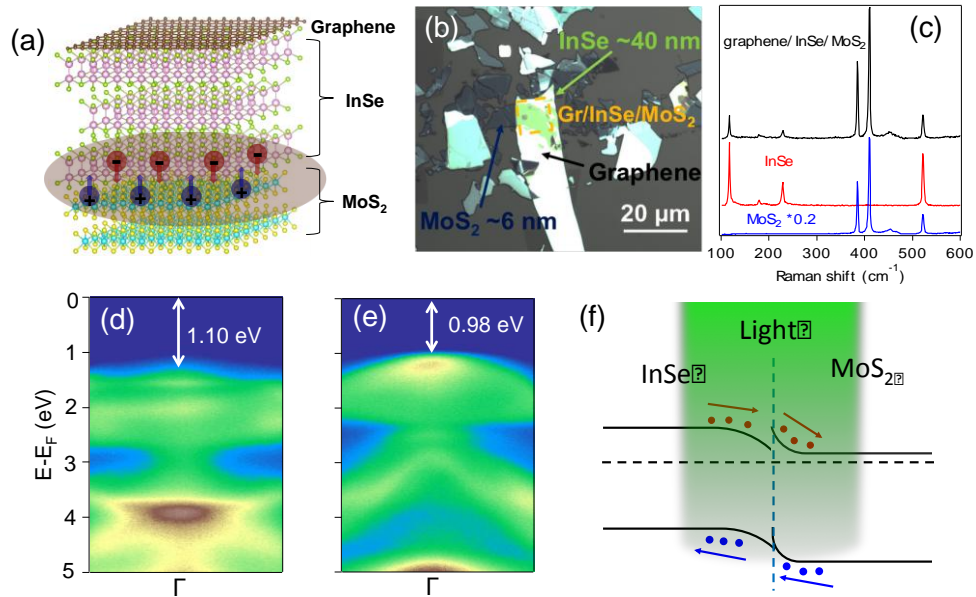 (a)
Graphene
InSe
MoS₂
- - - -
+ + + +
(b)
InSe ~40 nm
Gr/InSe/MoS₂
Graphene
MoS₂ ~6 nm
20 µm
(c)
graphene/ InSe/ MoS₂
InSe
MoS₂ *0.2
100 200 300 400 500 600
Raman shift (cm⁻¹)
(d)
1.10 eV
0
1
2
3
4
5
E-E_F (eV)
Γ
(e)
0.98 eV
Γ
(f)
Light⍰
InSe⍰
MoS₂⍰